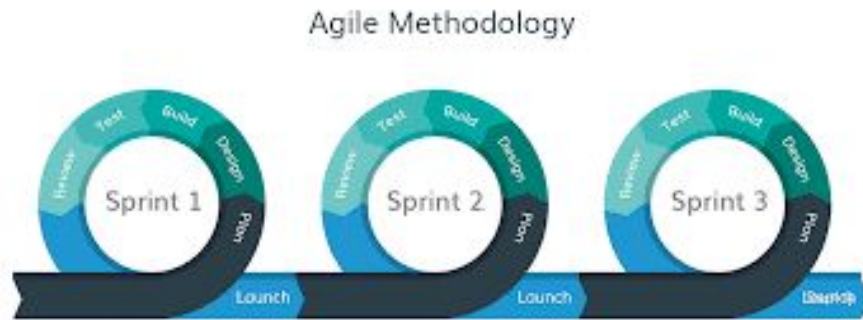 Agile Methodology
Test
Build
Review
Design
Sprint 1
Plan
Launch
Test
Build
Review
Design
Sprint 2
Plan
Launch
Test
Build
Review
Design
Sprint 3
Plan